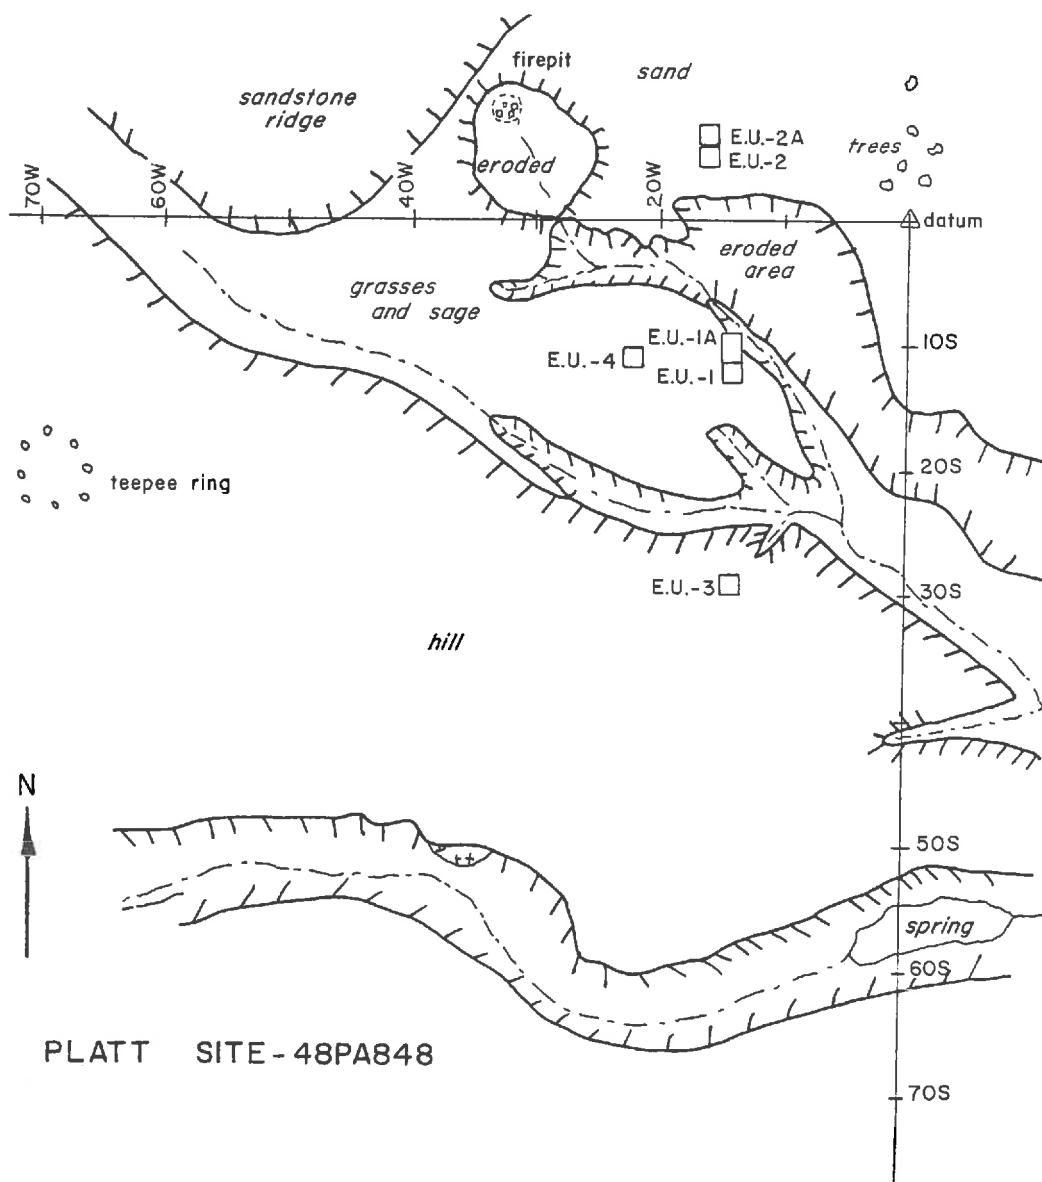 firepit
sand
sandstone
ridge
E.U.-2A
E.U.-2
trees
eroded
70W
60W
40W
20W
datum
eroded
area
grasses
and sage
E.U.-1A
10S
E.U.-4
E.U.-1
teepee ring
20S
E.U.-3
30S
hill
N
50S
spring
60S
PLATT SITE-48PA848
70S